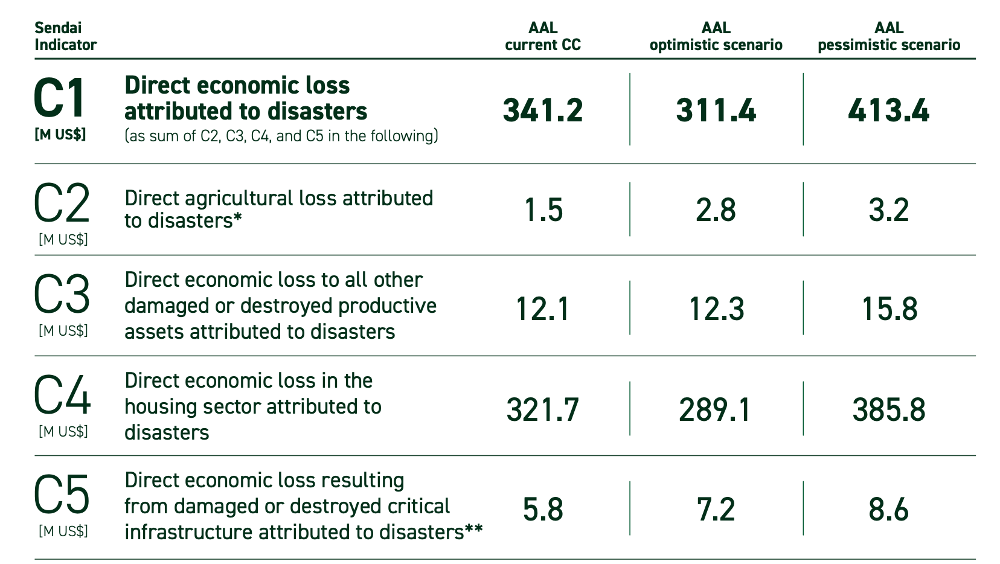 Sendai
Indicator
AAL
current CC
AAL
optimistic scenario
AAL
pessimistic scenario
C1
[M US$]
Direct economic loss
attributed to disasters
(as sum of C2, C3, C4, and C5 in the following)
341.2
311.4
413.4
C2
[M US$]
Direct agricultural loss attributed
to disasters*
1.5
2.8
3.2
C3
[M US$]
Direct economic loss to all other
damaged or destroyed productive
assets attributed to disasters
12.1
12.3
15.8
C4
[M US$]
Direct economic loss in the
housing sector attributed to
disasters
321.7
289.1
385.8
C5
[M US$]
Direct economic loss resulting
from damaged or destroyed critical
infrastructure attributed to disasters**
5.8
7.2
8.6